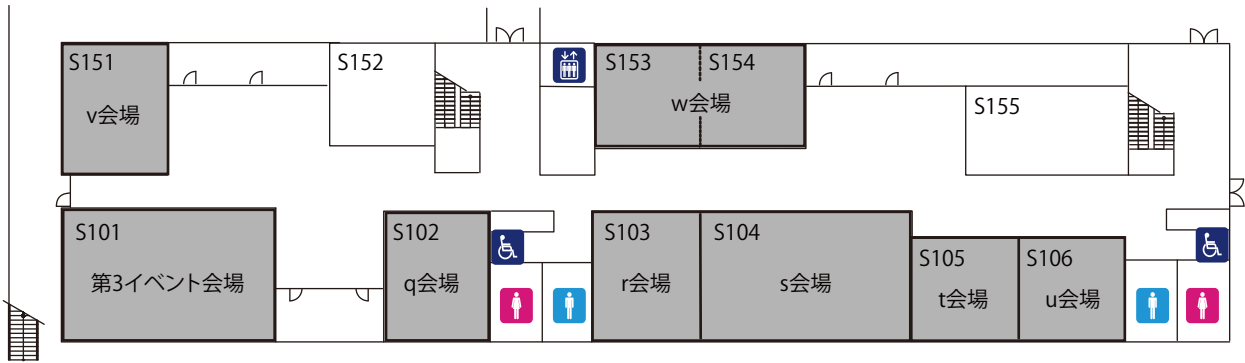 S151
v会場
S152
S153
S154
w会場
S155
S101
第3イベント会場
S102
q会場
S103
r会場
S104
s会場
S105
t会場
S106
u会場